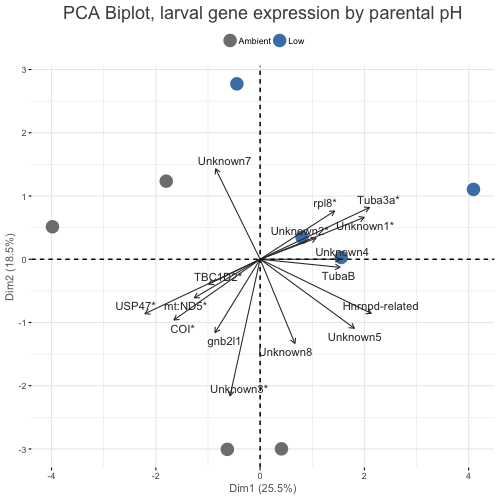 PCA Biplot, larval gene expression by parental pH
Ambient Low
3
2
1
0
-1
-2
-3
Dim2 (18.5%)
Unknown7
rpl8*
Tuba3a*
Unknown2*
Unknown1*
Unknown4
TubaB
TBC1D2*
USP47*
mt:ND5*
Hnrnpd-related
COI*
gnb2l1
Unknown5
Unknown8
Unknown3*
-4 -2 0 2 4
Dim1 (25.5%)